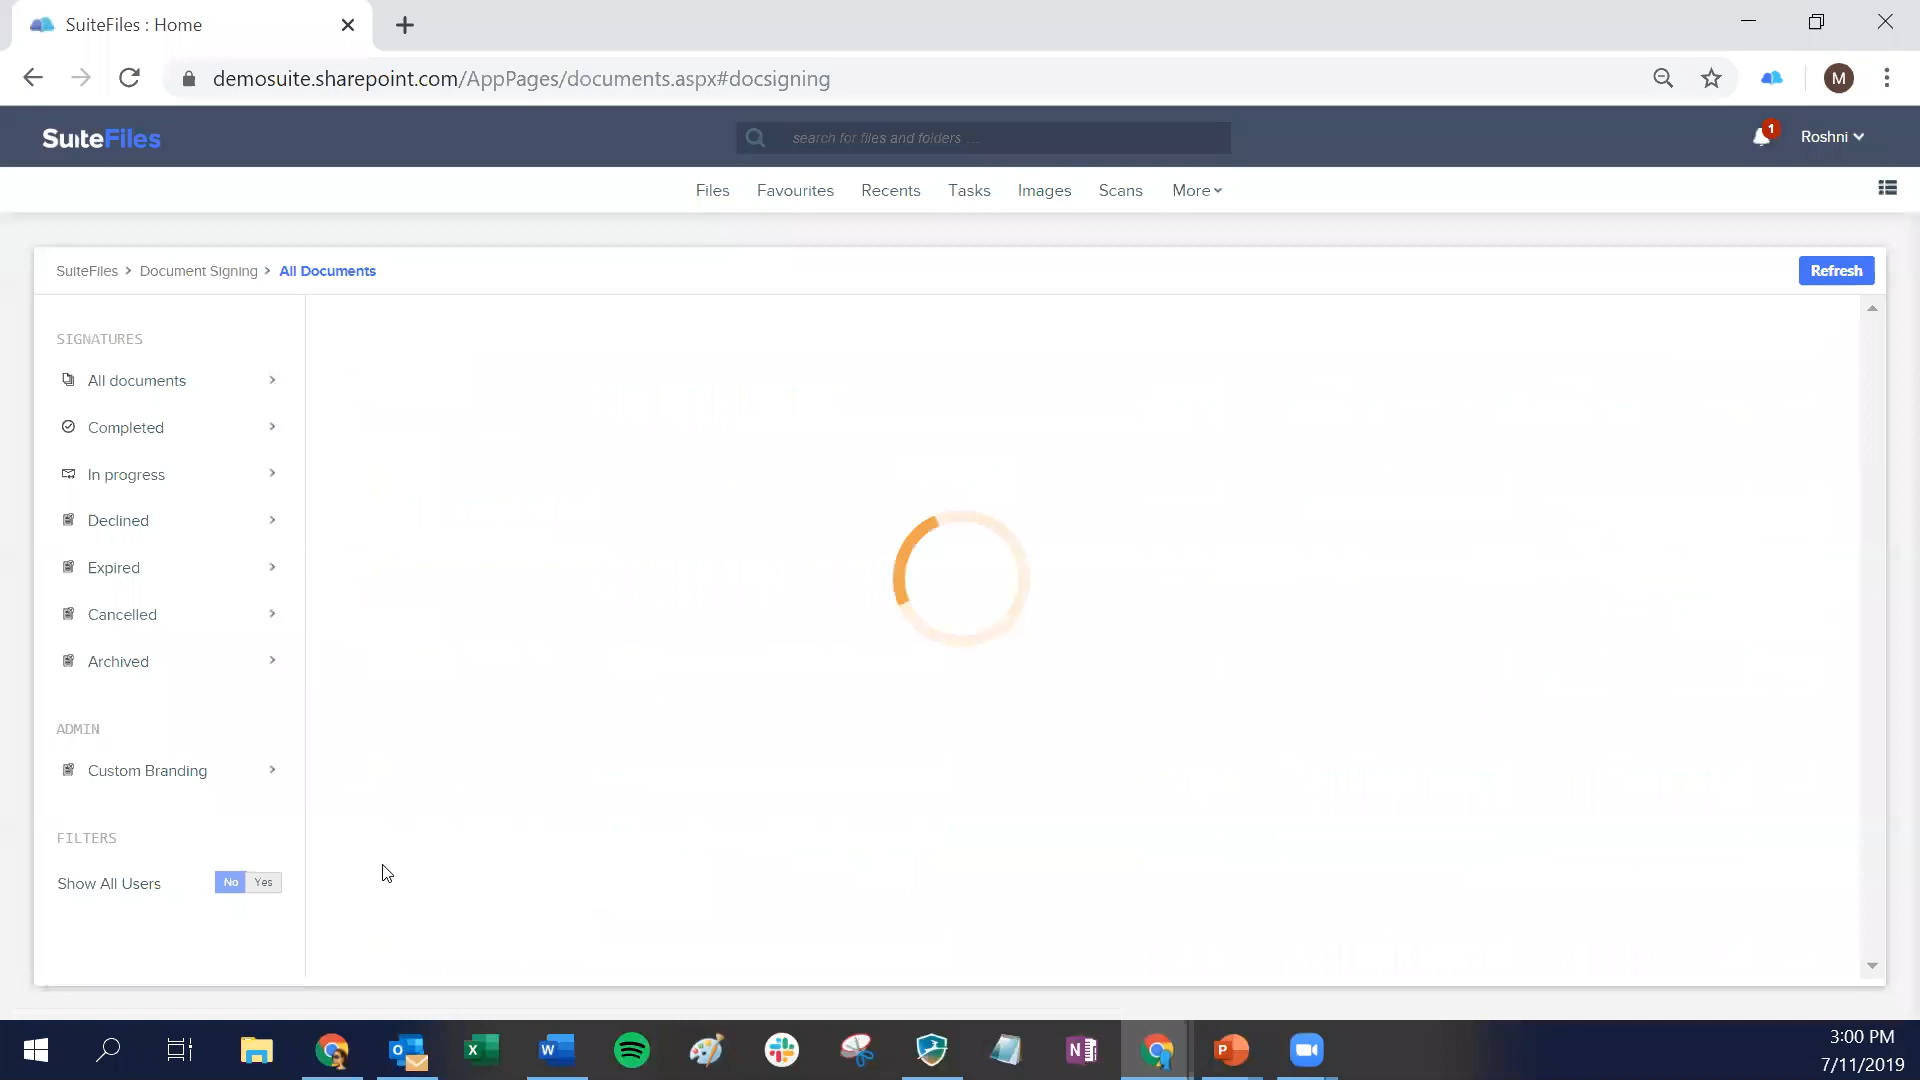 SuiteFiles : Home
demosuite.sharepoint.com/AppPages/documents.aspx#docsigning
M
SuiteFiles
search for files and folders ...
1
Roshni
Files Favourites Recents Tasks Images Scans More
SuiteFiles > Document Signing > All Documents
Refresh
SIGNATURES
All documents
Completed
In progress
Declined
Expired
Cancelled
Archived
ADMIN
Custom Branding
FILTERS
Show All Users No Yes
3:00 PM
7/11/2019